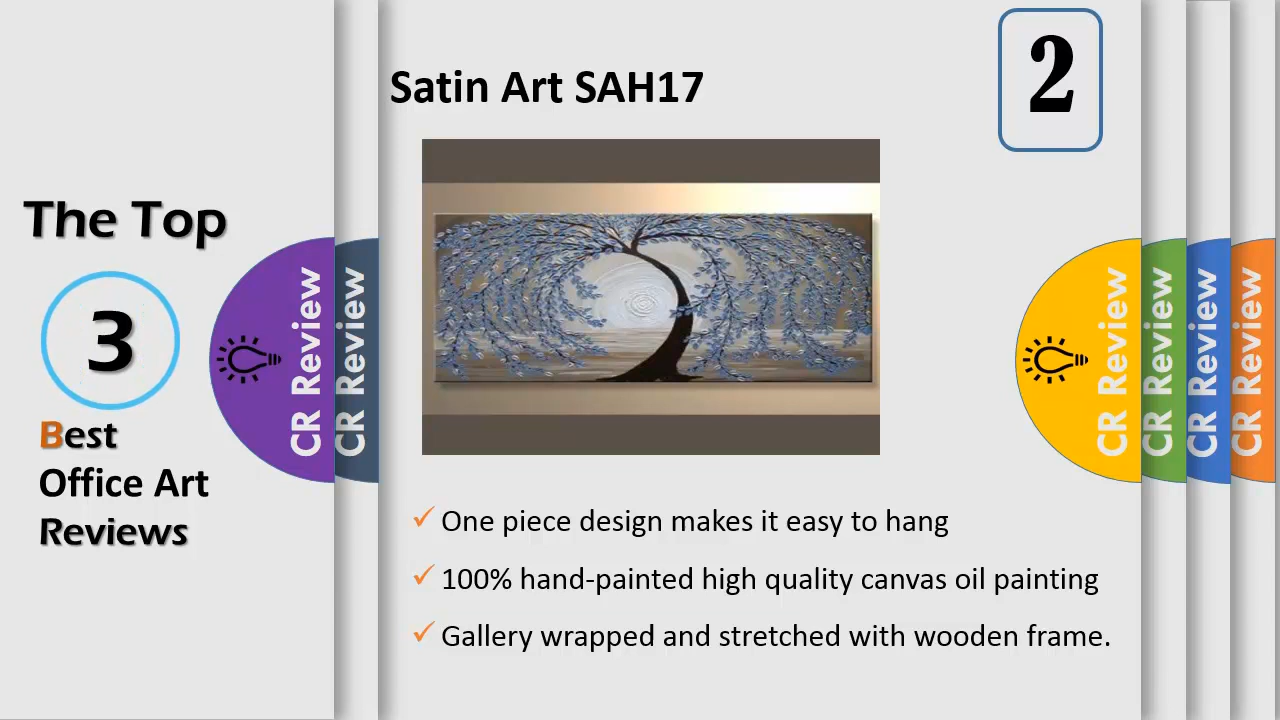 The Top
3
Best
Office Art
Reviews
CR Review
CR Review
Satin Art SAH17
2
One piece design makes it easy to hang
100% hand-painted high quality canvas oil painting
Gallery wrapped and stretched with wooden frame.
CR Review
CR Review
CR Review
CR Review